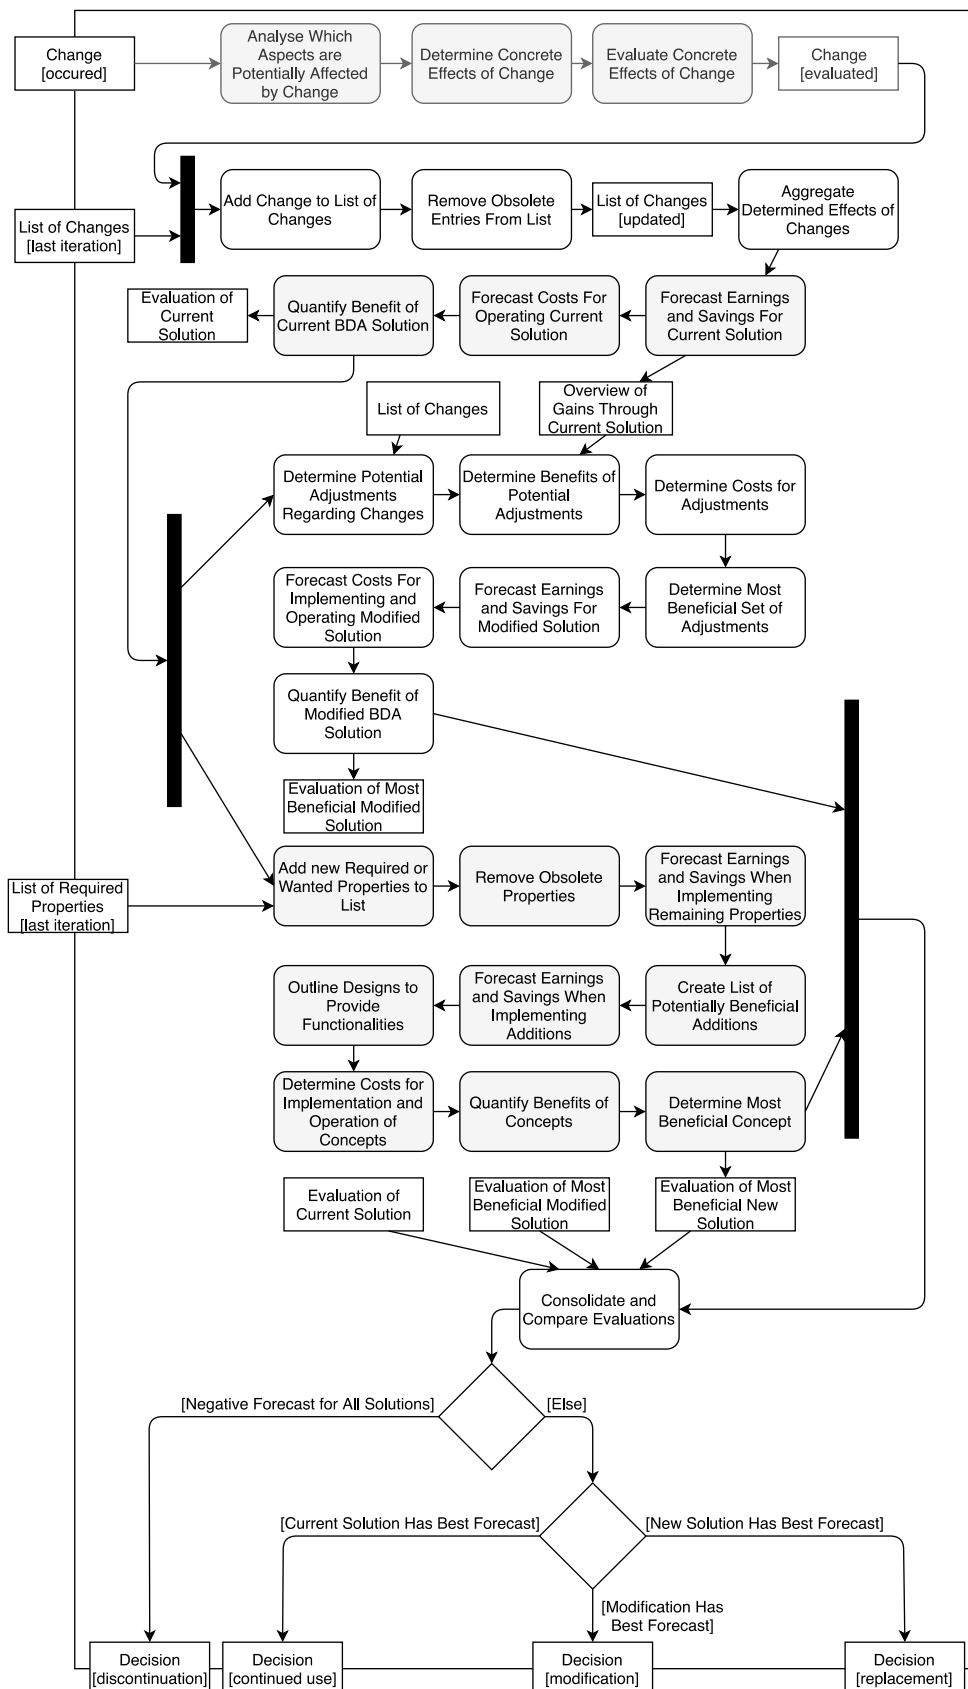 Change
[occured]
Analyse Which
Aspects are
Potentially Affected
by Change
Determine Concrete
Effects of Change
Evaluate Concrete
Effects of Change
Change
[evaluated]
List of Changes
[last iteration]
Add Change to List of
Changes
Remove Obsolete
Entries From List
List of Changes
[updated]
Aggregate
Determined Effects of
Changes
Evaluation of
Current
Solution
Quantify Benefit of
Current BDA Solution
Forecast Costs For
Operating Current
Solution
Forecast Earnings
and Savings For
Current Solution
List of Changes
Overview of
Gains Through
Current Solution
Determine Potential
Adjustments
Regarding Changes
Determine Benefits of
Potential
Adjustments
Determine Costs for
Adjustments
Forecast Costs For
Implementing and
Operating Modified
Solution
Forecast Earnings
and Savings For
Modified Solution
Determine Most
Beneficial Set of
Adjustments
Quantify Benefit of
Modified BDA
Solution
Evaluation of Most
Beneficial Modified
Solution
List of Required
Properties
[last iteration]
Add new Required or
Wanted Properties to
List
Remove Obsolete
Properties
Forecast Earnings
and Savings When
Implementing
Remaining Properties
Outline Designs to
Provide
Functionalities
Forecast Earnings
and Savings When
Implementing
Additions
Create List of
Potentially Beneficial
Additions
Determine Costs for
Implementation and
Operation of
Concepts
Quantify Benefits of
Concepts
Determine Most
Beneficial Concept
Evaluation of
Current Solution
Evaluation of Most
Beneficial Modified
Solution
Evaluation of Most
Beneficial New
Solution
Consolidate and
Compare Evaluations
[Negative Forecast for All Solutions]
[Else]
[Current Solution Has Best Forecast]
[New Solution Has Best Forecast]
[Modification Has
Best Forecast]
Decision
[discontinuation]
Decision
[continued use]
Decision
[modification]
Decision
[replacement]